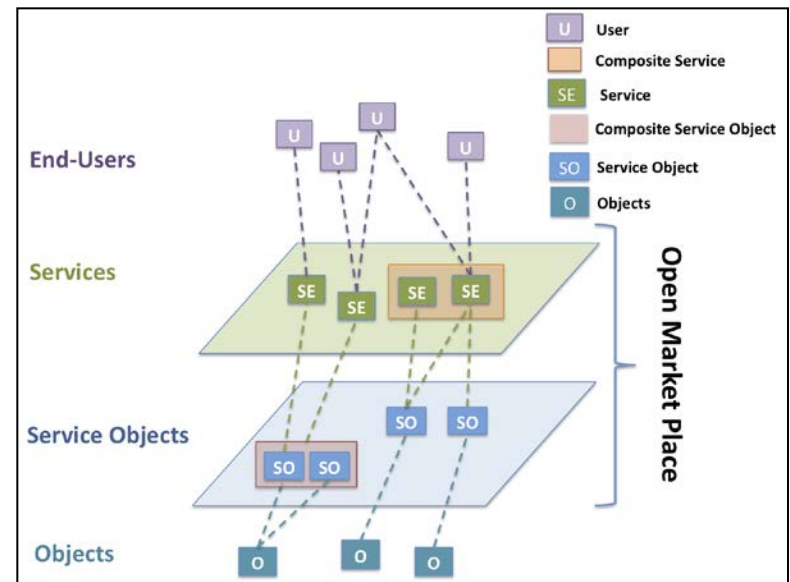 U User
Composite Service
SE Service
Composite Service Object
SO Service Object
O Objects
End-Users
U
U
U
U
Services
SE
SE
SE
SE
Service Objects
SO
SO
SO
SO
Objects
O
O
O
Open Market Place